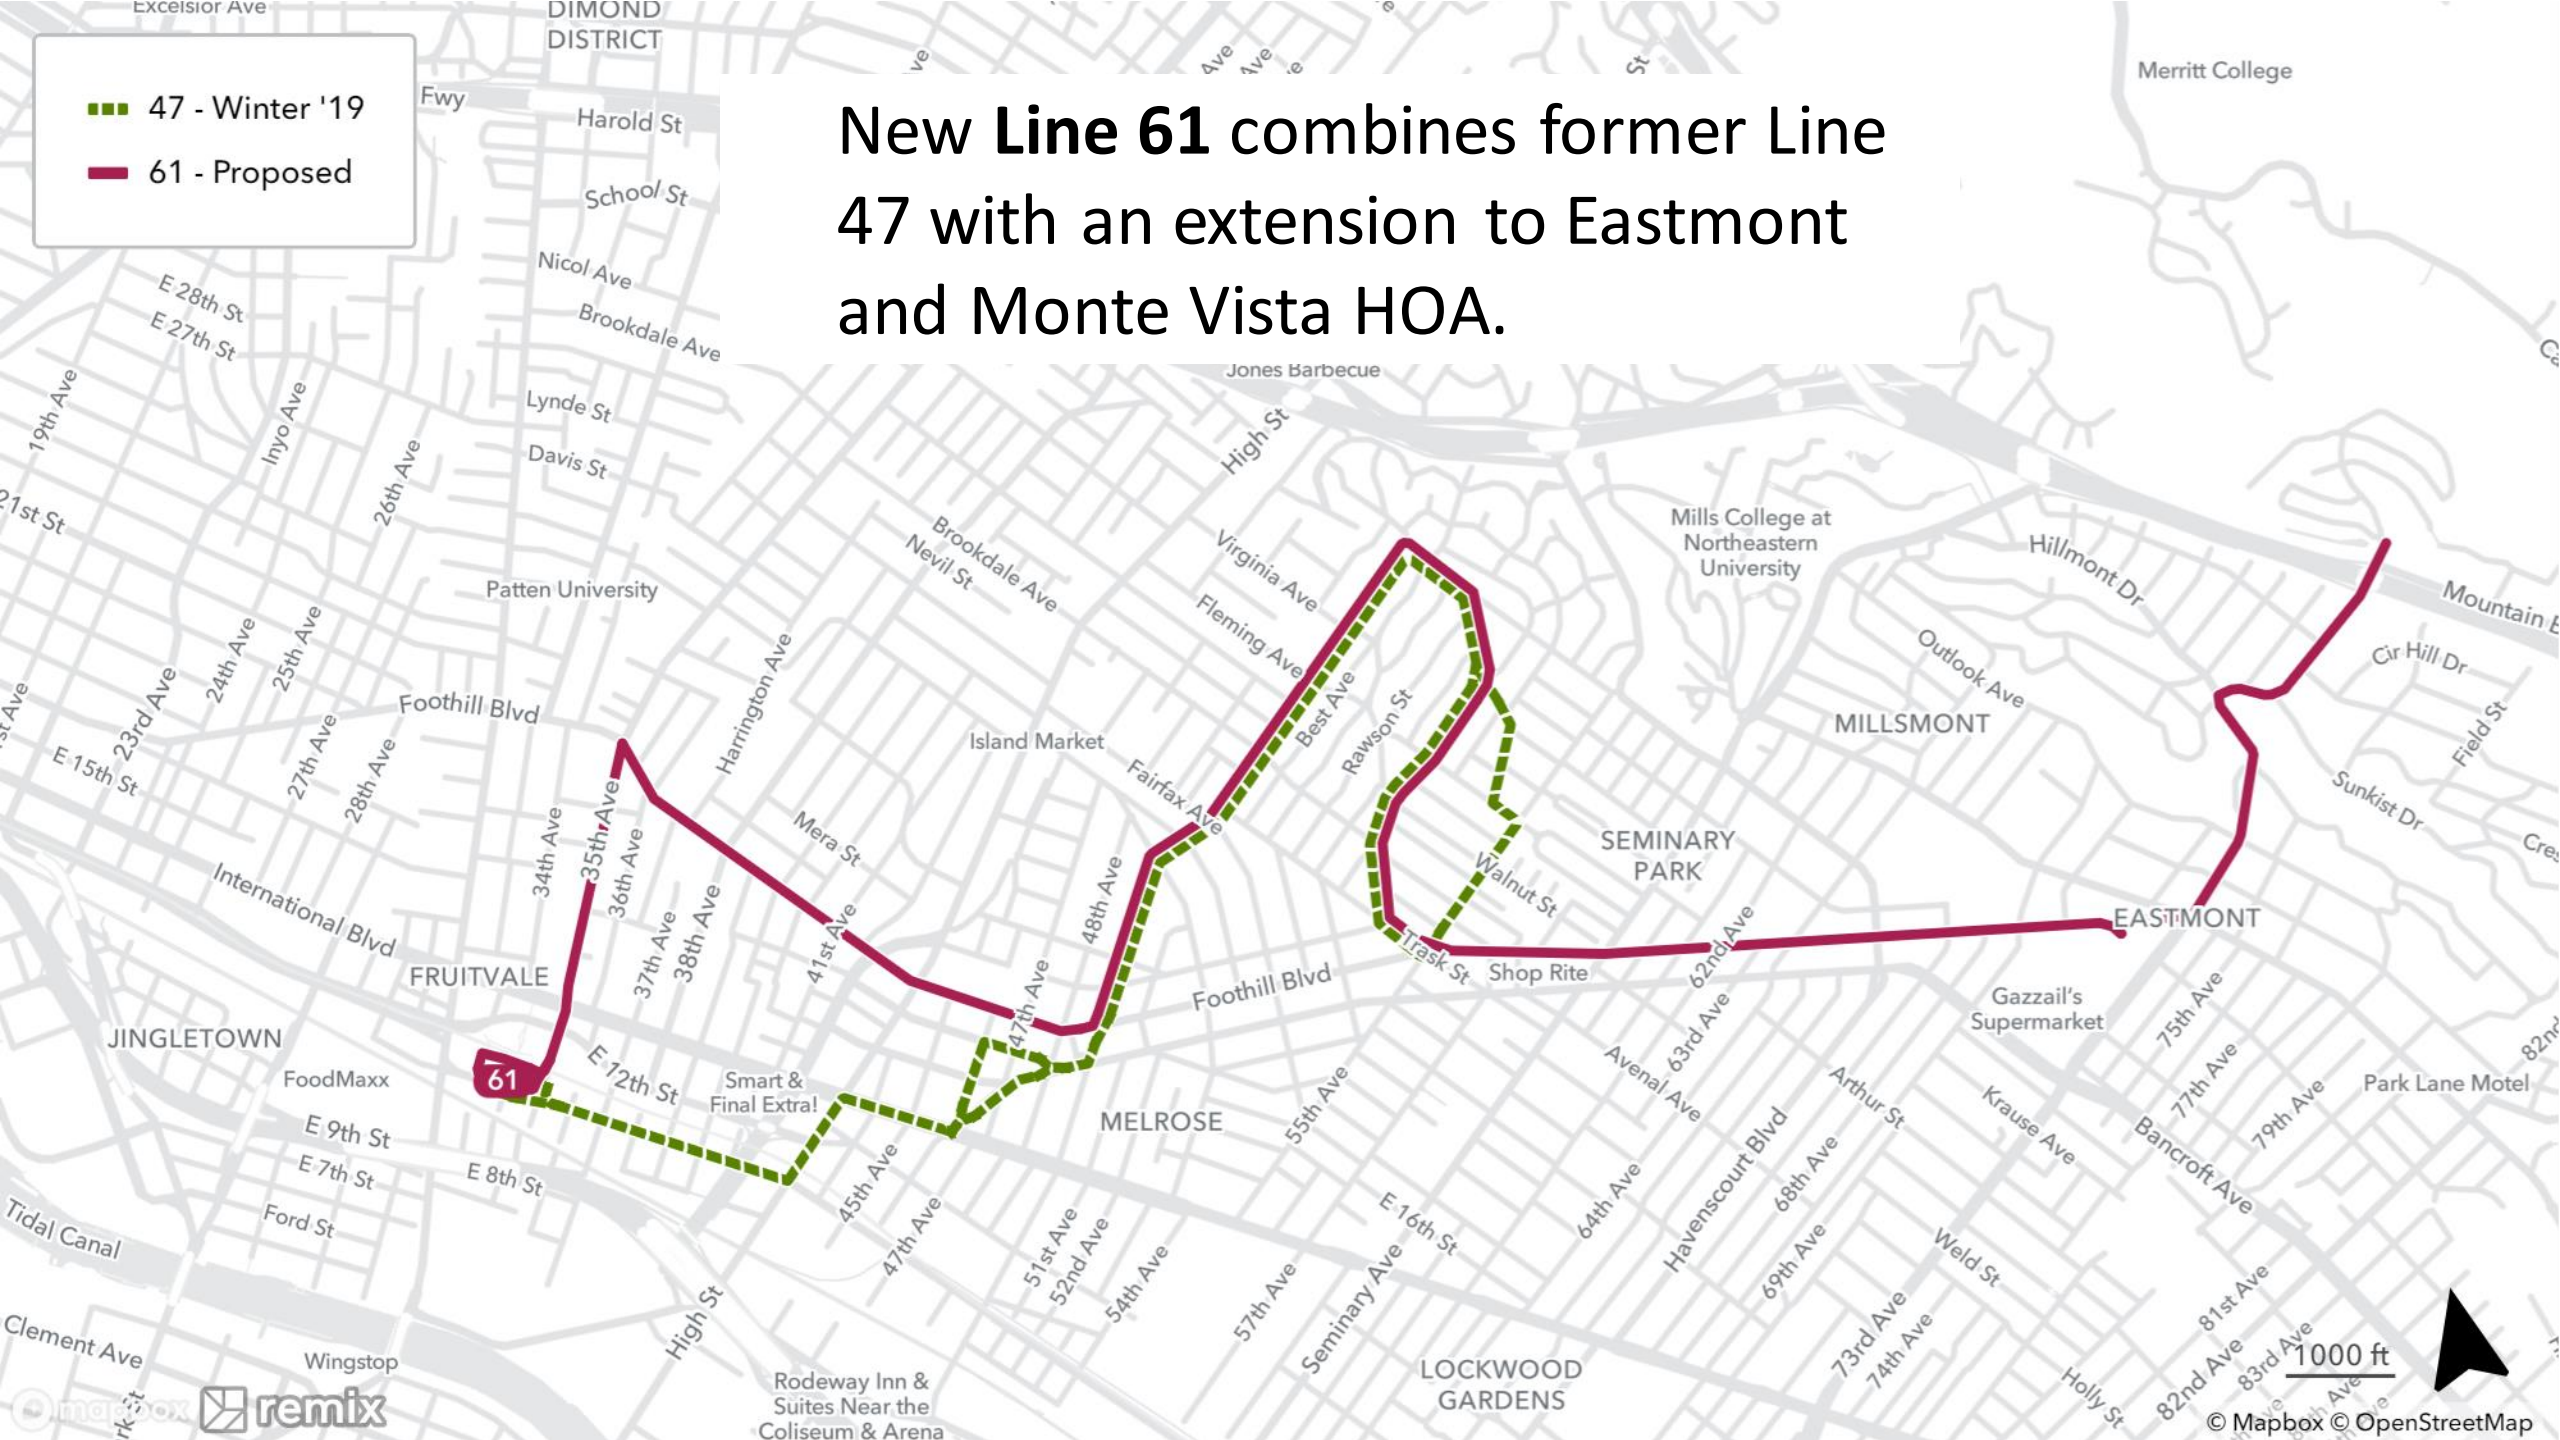 Excelsior Ave
DIMOND
DISTRICT
47 - Winter '19
61 - Proposed
Fwy
Harold St
School St
Nicol Ave
Brookdale Ave
New Line 61 combines former Line
47 with an extension to Eastmont
and Monte Vista HOA.
Ave
Ave
St
Merritt College
E 28th St
E 27th St
Jones Barbecue
19th Ave
Inyo Ave
26th Ave
Lynde St
Davis St
High St
21st St
Brookdale Ave
Nevil St
Virginia Ave
Fleming Ave
Mills College at
Northeastern
University
Hillmont Dr
Mountain B
Patten University
Outlook Ave
Cir Hill Dr
Field St
23rd Ave
24th Ave
25th Ave
27th Ave
28th Ave
Foothill Blvd
Harrington Ave
Island Market
Best Ave
Rawson St
MILLSMONT
E 15th St
Fairfax Ave
Sunkist Dr
34th Ave
35th Ave
36th Ave
37th Ave
38th Ave
Mera St
41st Ave
48th Ave
47th Ave
SEMINARY
PARK
Walnut St
International Blvd
EASTMONT
62nd Ave
FRUITVALE
Foothill Blvd
Trask St
Shop Rite
Gazzail's
Supermarket
75th Ave
JINGLETOWN
63rd Ave
FoodMaxx
61
E 12th St
Smart &
Final Extra!
MELROSE
55th Ave
Avenal Ave
Arthur St
Krause Ave
77th Ave
79th Ave
82nd
Park Lane Motel
E 9th St
E 7th St
E 8th St
45th Ave
47th Ave
Bancroft Ave
Havenscourt Blvd
68th Ave
64th Ave
69th Ave
Ford St
Tidal Canal
51st Ave
52nd Ave
54th Ave
57th Ave
E 16th St
Seminary Ave
Weld St
81st Ave
High St
Clement Ave
Wingstop
Rodeway Inn &
Suites Near the
Coliseum & Arena
LOCKWOOD
GARDENS
73rd Ave
74th Ave
Holly St
82nd Ave
83rd Ave
1000 ft
mapbox
remix
© Mapbox © OpenStreetMap